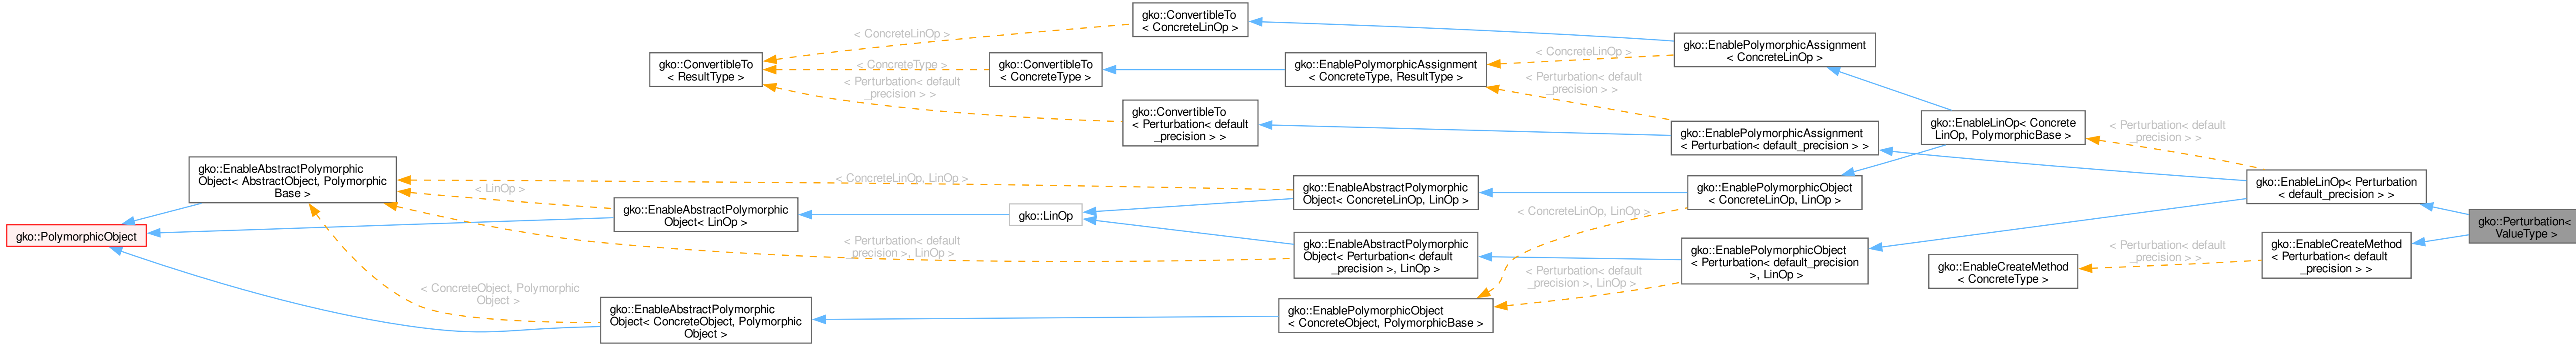 gko::ConvertibleTo
< ConcreteLinOp >
< ConcreteLinOp >
gko::EnablePolymorphicAssignment
< ConcreteLinOp >
< ConcreteLinOp >
gko::ConvertibleTo
< ResultType >
< ConcreteType >
gko::ConvertibleTo
< ConcreteType >
gko::EnablePolymorphicAssignment
< ConcreteType, ResultType >
< Perturbation< default
_precision > >
< Perturbation< default
_precision > >
gko::ConvertibleTo
< Perturbation< default
_precision > >
gko::EnablePolymorphicAssignment
< Perturbation< default_precision > >
gko::EnableLinOp< Concrete
LinOp, PolymorphicBase >
< Perturbation< default
_precision > >
gko::EnableAbstractPolymorphic
Object< AbstractObject, Polymorphic
Base >
< ConcreteLinOp, LinOp >
< LinOp >
gko::EnableAbstractPolymorphic
Object< ConcreteLinOp, LinOp >
gko::EnablePolymorphicObject
< ConcreteLinOp, LinOp >
gko::EnableLinOp< Perturbation
< default_precision > >
gko::EnableAbstractPolymorphic
Object< LinOp >
gko::LinOp
< ConcreteLinOp, LinOp >
gko::Perturbation<
ValueType >
gko::PolymorphicObject
< Perturbation< default
_precision >, LinOp >
gko::EnableAbstractPolymorphic
Object< Perturbation< default
_precision >, LinOp >
gko::EnablePolymorphicObject
< Perturbation< default_precision
>, LinOp >
< Perturbation< default
_precision > >
gko::EnableCreateMethod
< Perturbation< default
_precision > >
gko::EnableCreateMethod
< ConcreteType >
< Perturbation< default
_precision >, LinOp >
< ConcreteObject, Polymorphic
Object >
gko::EnableAbstractPolymorphic
Object< ConcreteObject, Polymorphic
Object >
gko::EnablePolymorphicObject
< ConcreteObject, PolymorphicBase >